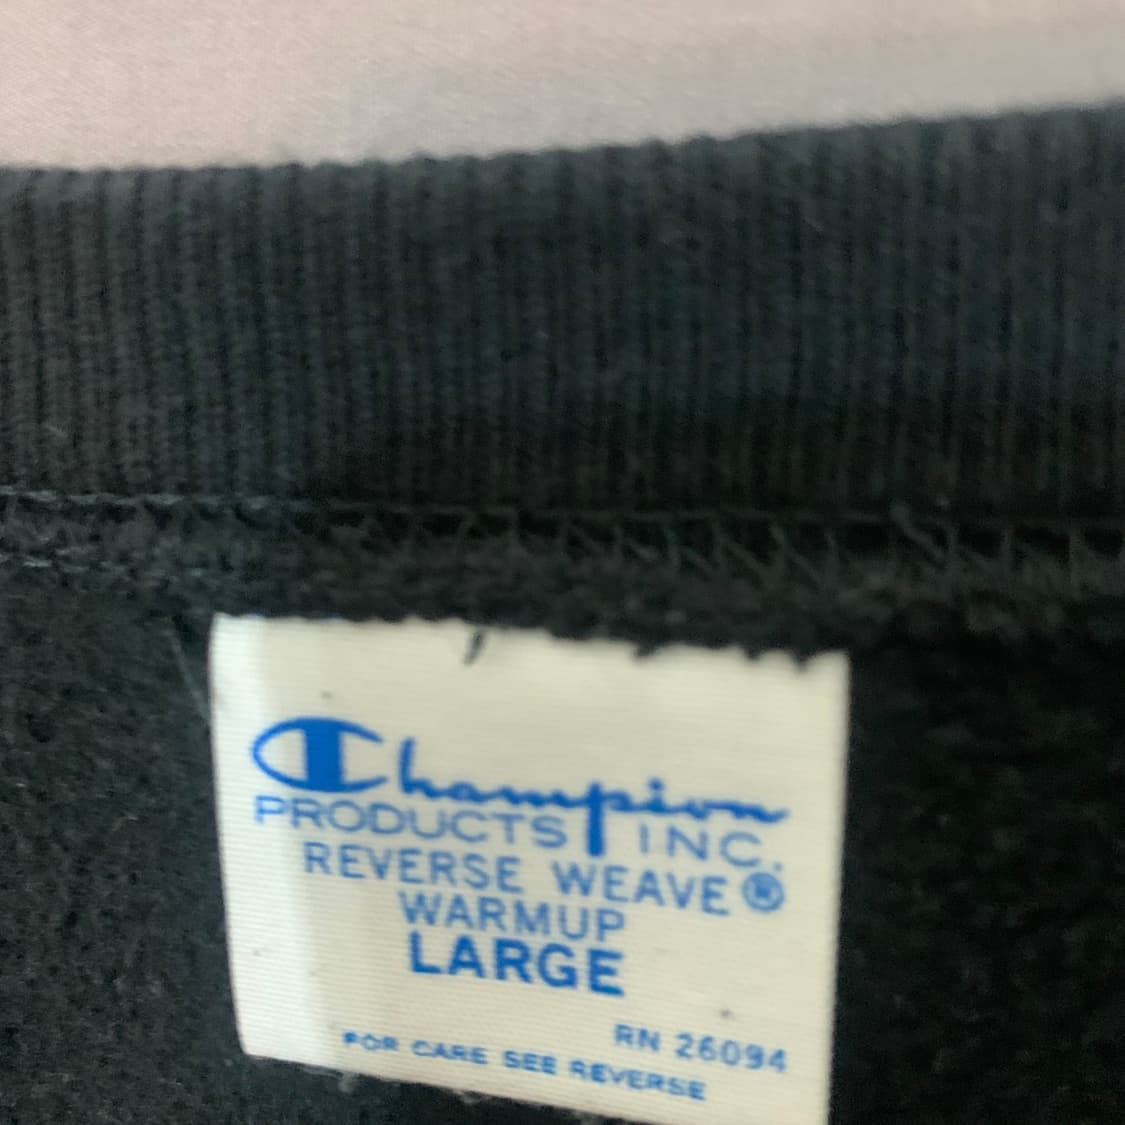 Champion
PRODUCTS INC.
REVERSE WEAVE®
WARMUP
LARGE
RN 26094
FOR CARE SEE REVERSE